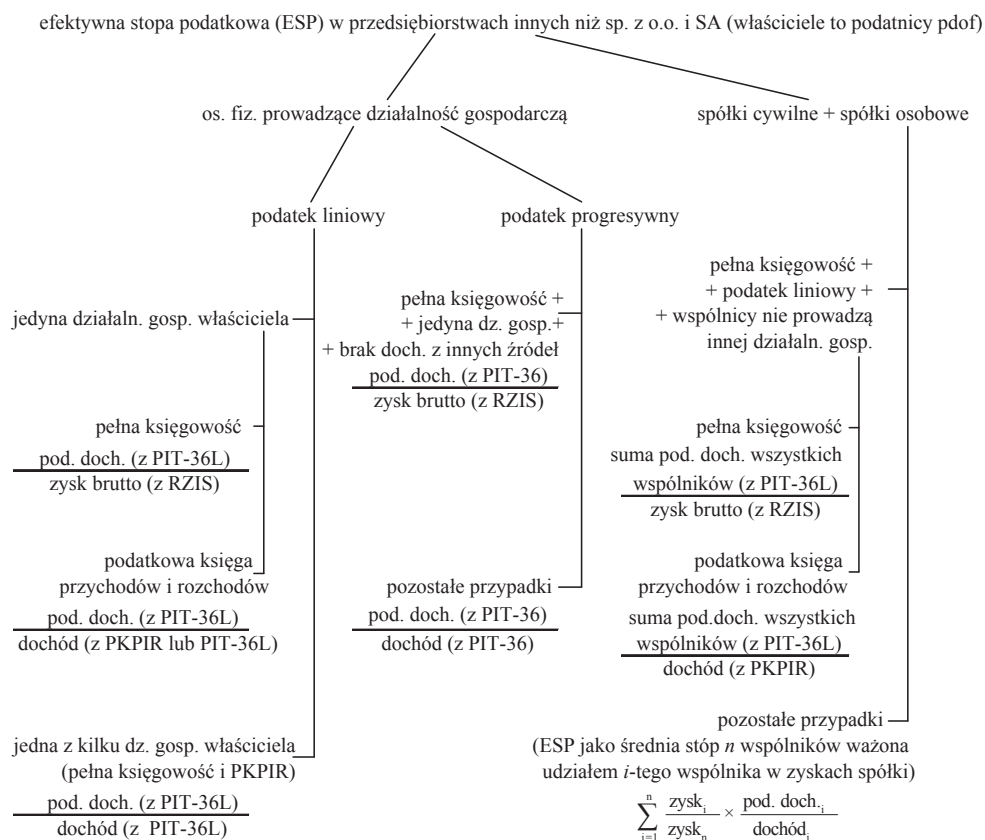 efektywna stopa podatkowa (ESP) w przedsiębiorstwach innych niż sp. z o.o. i SA (właściciele to podatnicy pdof)
os. fiz. prowadzące działalność gospodarczą
spółki cywilne + spółki osobowe
podatek liniowy
podatek progresywny
jedyna działaln. gosp. właściciela
pełna księgowość
pod. doch. (z PIT-36L)
zysk brutto (z RZIS)
podatkowa księga
przychodów i rozchodów
pod. doch. (z PIT-36L)
dochód (z PKPIR lub PIT-36L)
jedna z kilku dz. gosp. właściciela
(pełna księgowość i PKPIR)
pod. doch. (z PIT-36L)
dochód (z PIT-36L)
pełna księgowość +
+ jedyna dz. gosp.+
+ brak doch. z innych źródeł
pod. doch. (z PIT-36)
zysk brutto (z RZIS)
pozostałe przypadki
pod. doch. (z PIT-36)
dochód (z PIT-36)
pełna księgowość +
+ podatek liniowy +
+ wspólnicy nie prowadzą
innej działaln. gosp.
pełna księgowość
suma pod. doch. wszystkich
wspólników (z PIT-36L)
zysk brutto (z RZIS)
podatkowa księga
przychodów i rozchodów
suma pod.doch. wszystkich
wspólników (z PIT-36L)
dochód (z PKPIR)
pozostałe przypadki
(ESP jako średnia stóp n wspólników ważona
udziałem i-tego wspólnika w zyskach spółki)
n
∑ zysk_i × pod. doch._i
i=1 zysk_n dochód_i